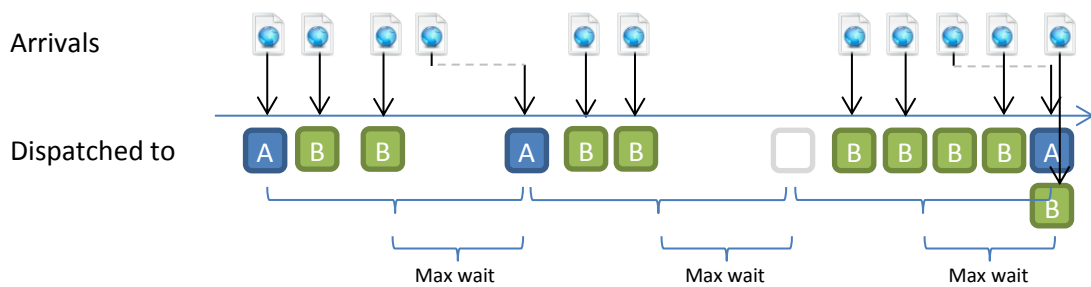 Arrivals
Dispatched to
A B B A B B B B B B A
B
Max wait Max wait Max wait